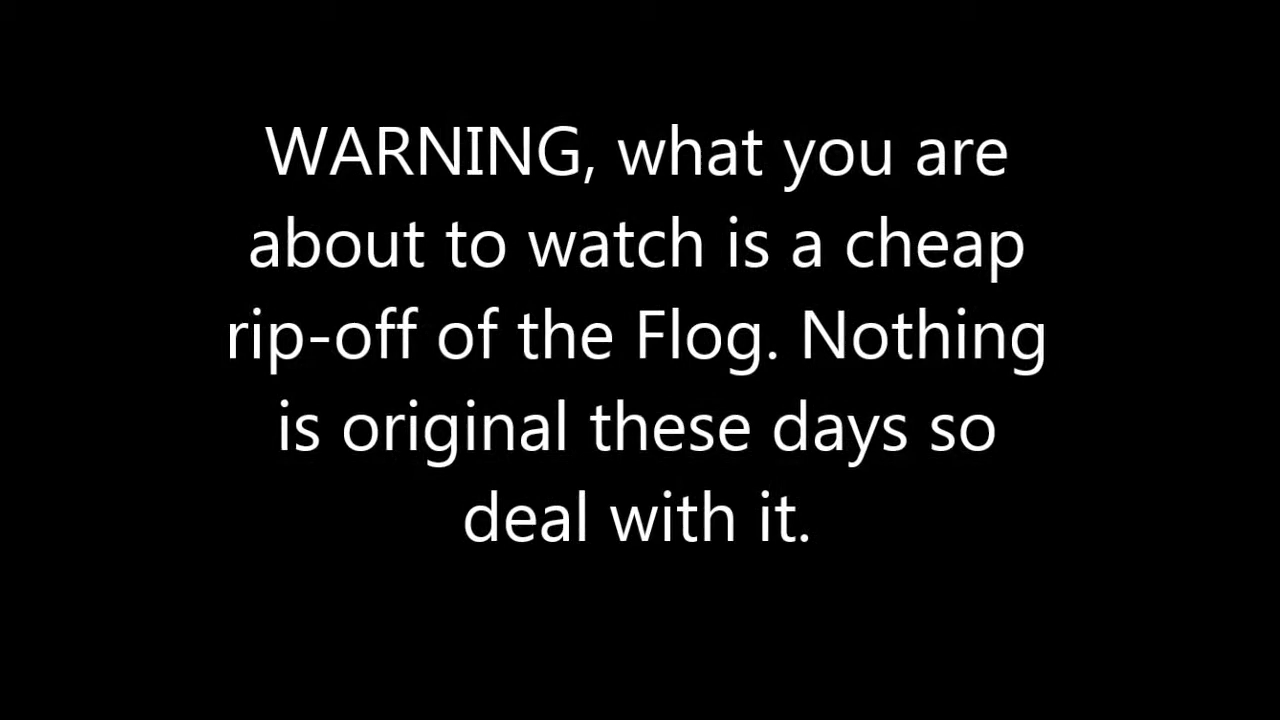 WARNING, what you are
about to watch is a cheap
rip-off of the Flog. Nothing
is original these days so
deal with it.